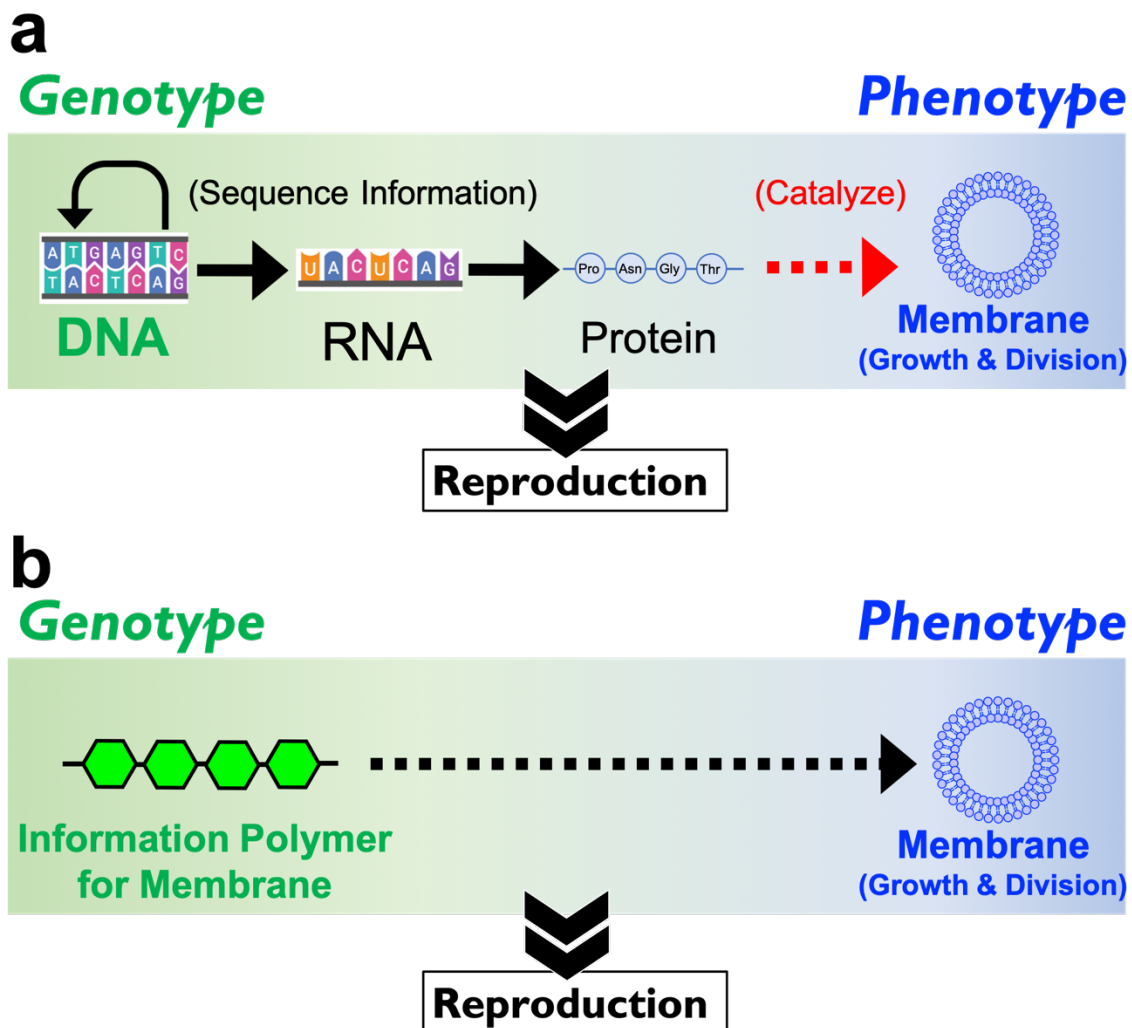 a
Genotype
Phenotype
(Sequence Information)
(Catalyze)
A T G A G T C
T A C T C A G
U A C U C A G
Pro Asn Gly Thr
DNA
RNA
Protein
Membrane
(Growth & Division)
Reproduction
b
Genotype
Phenotype
Information Polymer
for Membrane
Membrane
(Growth & Division)
Reproduction